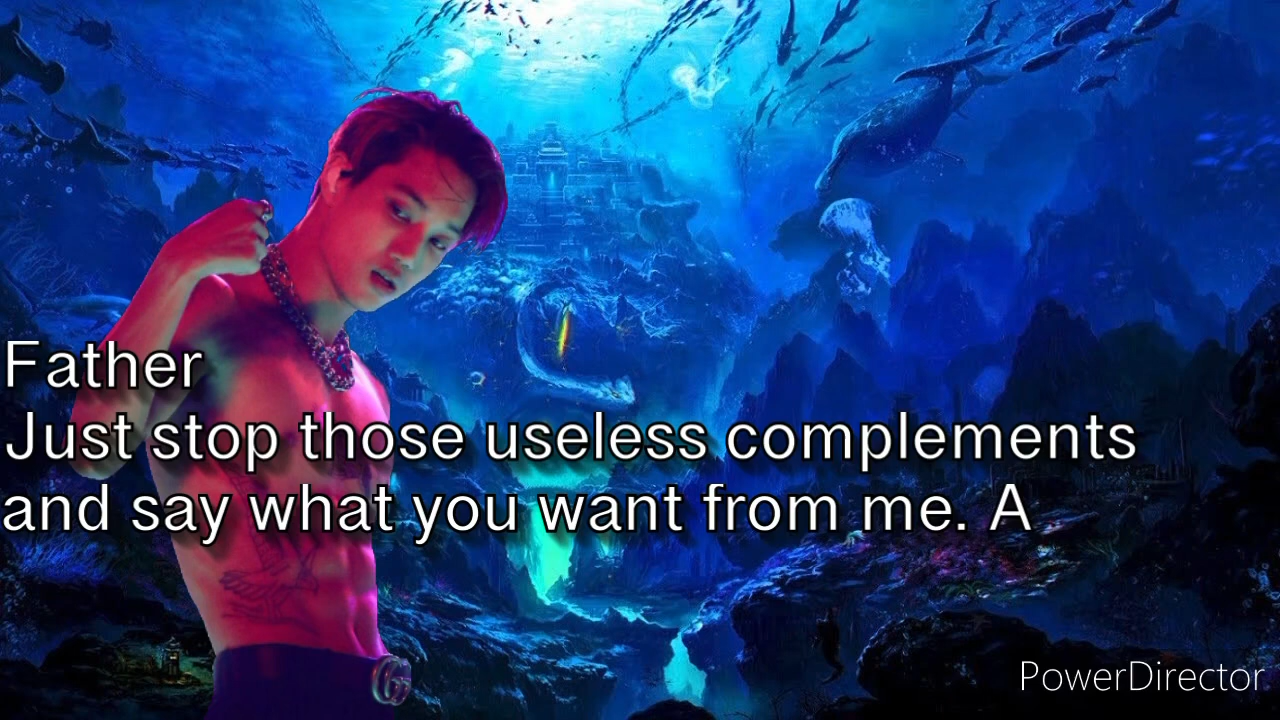 Father
Just stop those useless complements
and say what you want from me. A
PowerDirector